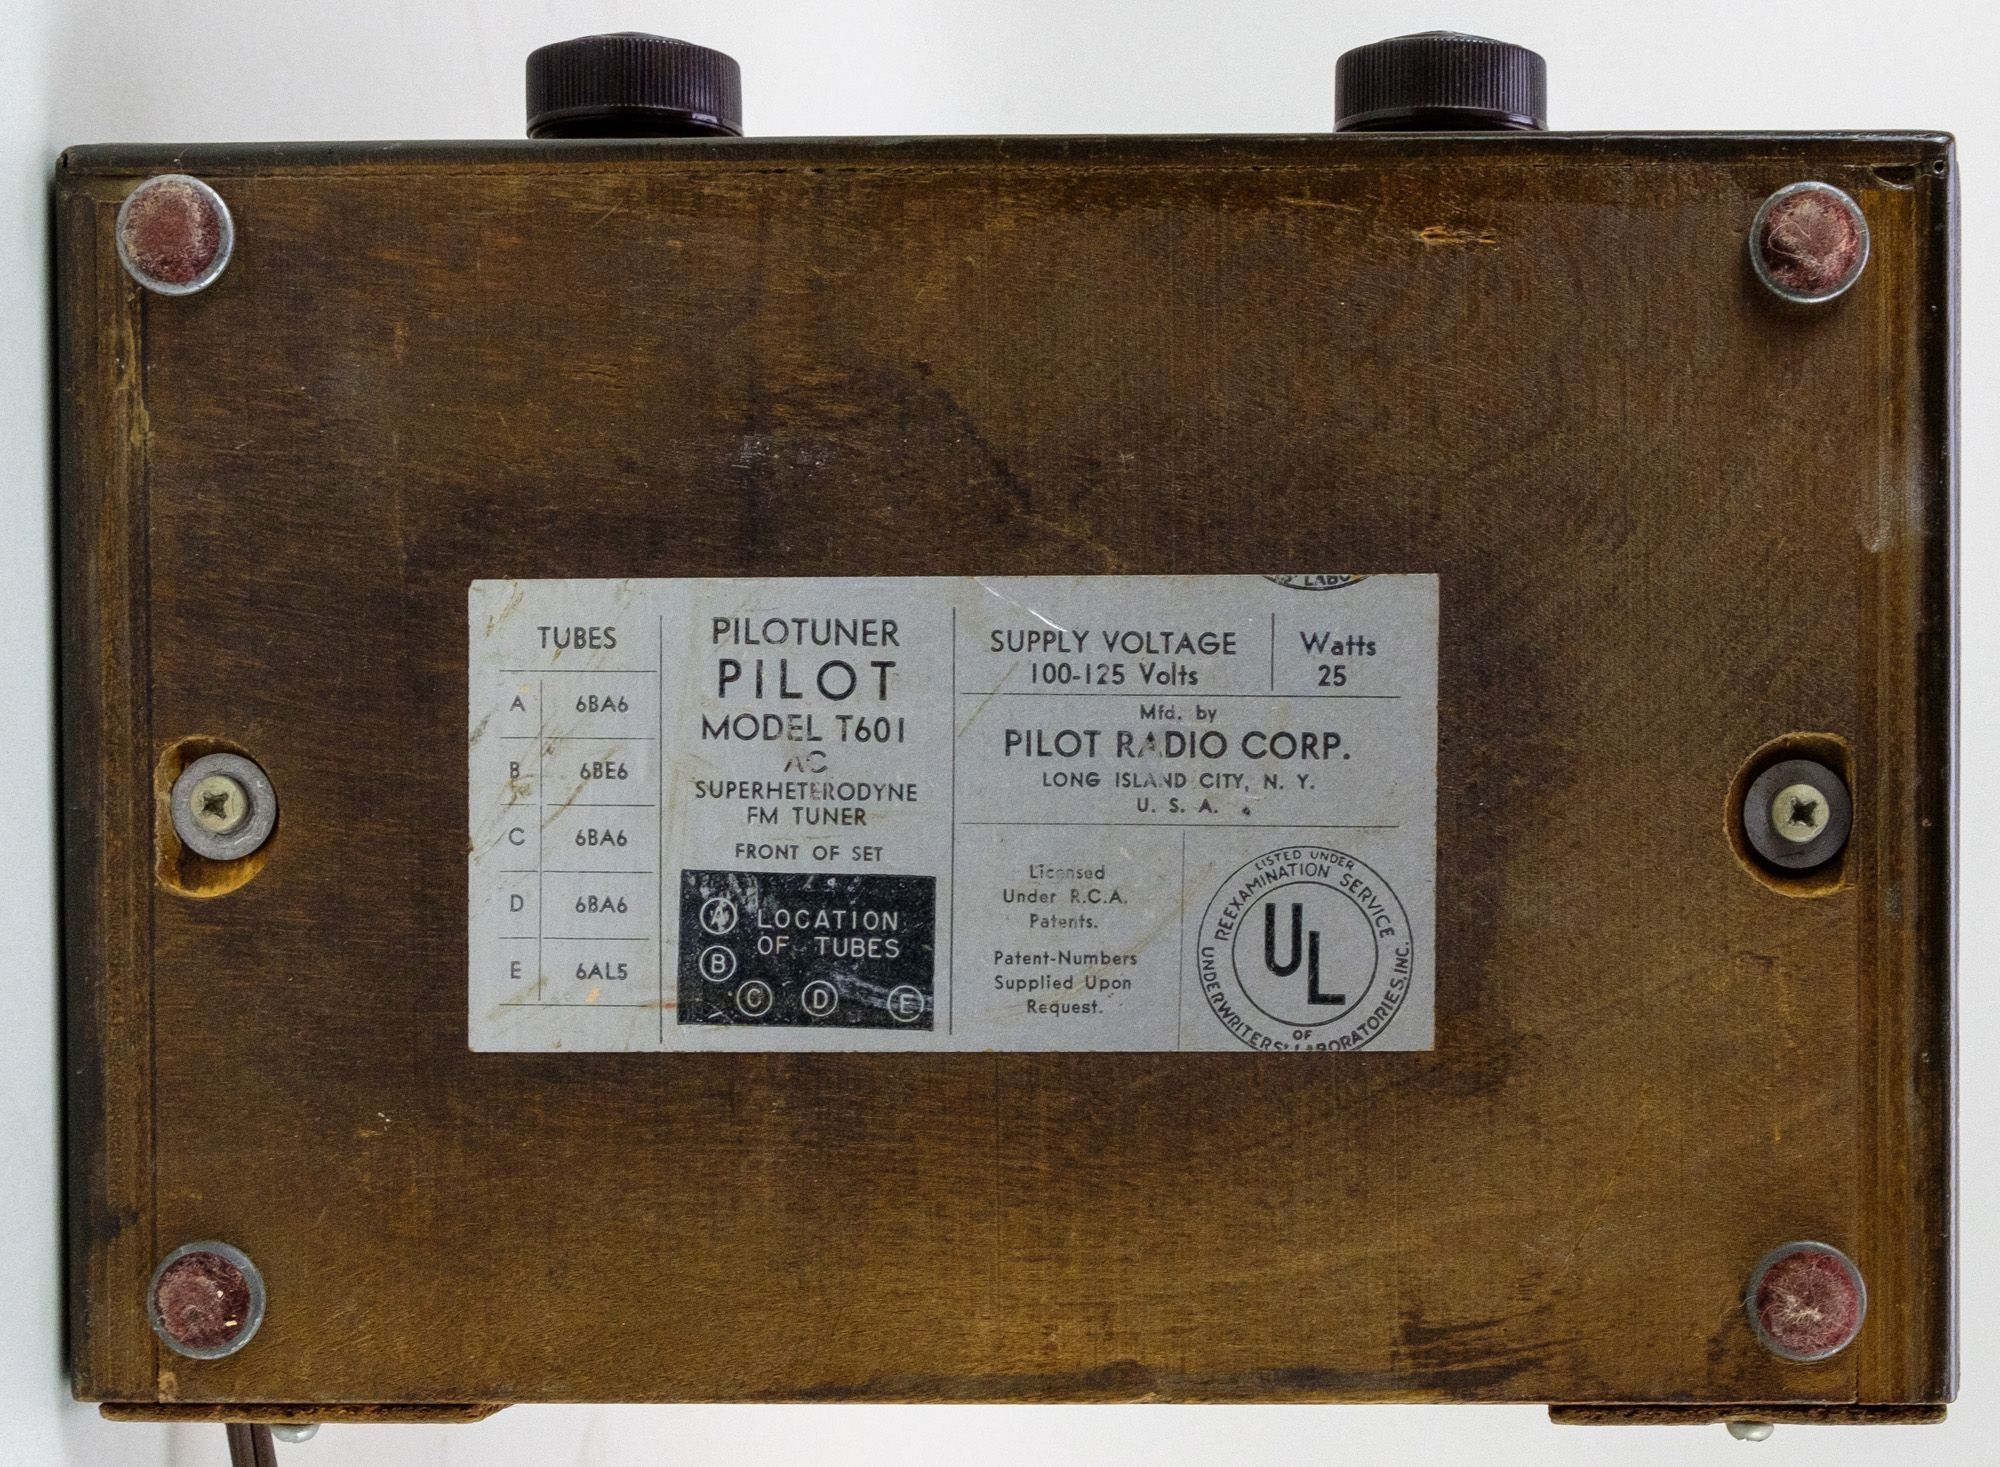 LABO
TUBES
A 6BA6
B 6BE6
C 6BA6
D 6BA6
E 6AL5
PILOTUNER
PILOT
MODEL T601
AC
SUPERHETERODYNE
FM TUNER
FRONT OF SET
A LOCATION
OF TUBES
B
C D E
SUPPLY VOLTAGE
100-125 Volts
Watts
25
Mfd. by
PILOT RADIO CORP.
LONG ISLAND CITY, N. Y.
U. S. A.
Licensed
Under R.C.A.
Patents.
Patent-Numbers
Supplied Upon
Request.
LISTED UNDER
REEXAMINATION SERVICE
UL
OF
UNDERWRITERS' LABORATORIES, INC.